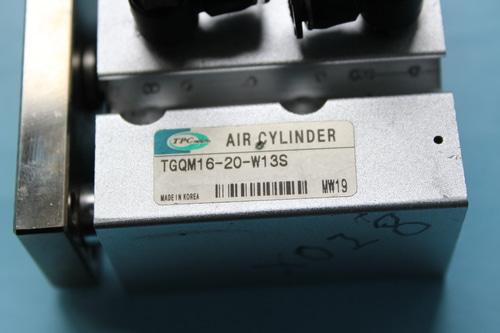 TPC
AIR CYLINDER
TGQM16-20-W13S
MADE IN KOREA
MW19